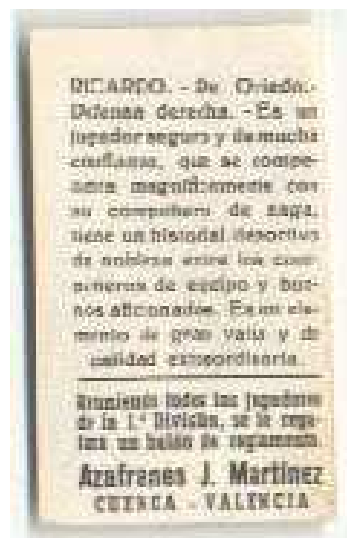 RICARDO. - De Oviedo.-
Defensa derecha. - Es un
jugador seguro y de mucha
confianza, que se compe-
netra magníficamente con
su compañero de zaga,
tiene un historial deportivo
de nobleza entre los com-
pañeros de equipo y bue-
nos aficionados. Es un ele-
mento de gran valía y de
calidad extraordinaria.
Reuniendo todos los jugadores
de la 1.ª División, se le rega-
lará un balón de reglamento
Azafranes J. Martínez
CUENCA - VALENCIA